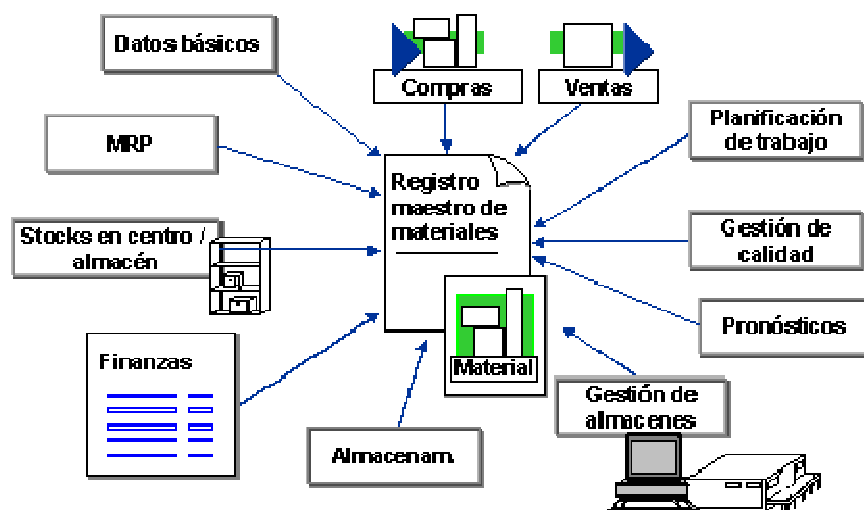 Datos básicos
Compras
Ventas
MRP
Planificación
de trabajo
Registro
maestro de
materiales
Stocks en centro /
almacén
Gestión de
calidad
Pronósticos
Finanzas
Material
Gestión de
almacenes
Almacenam.